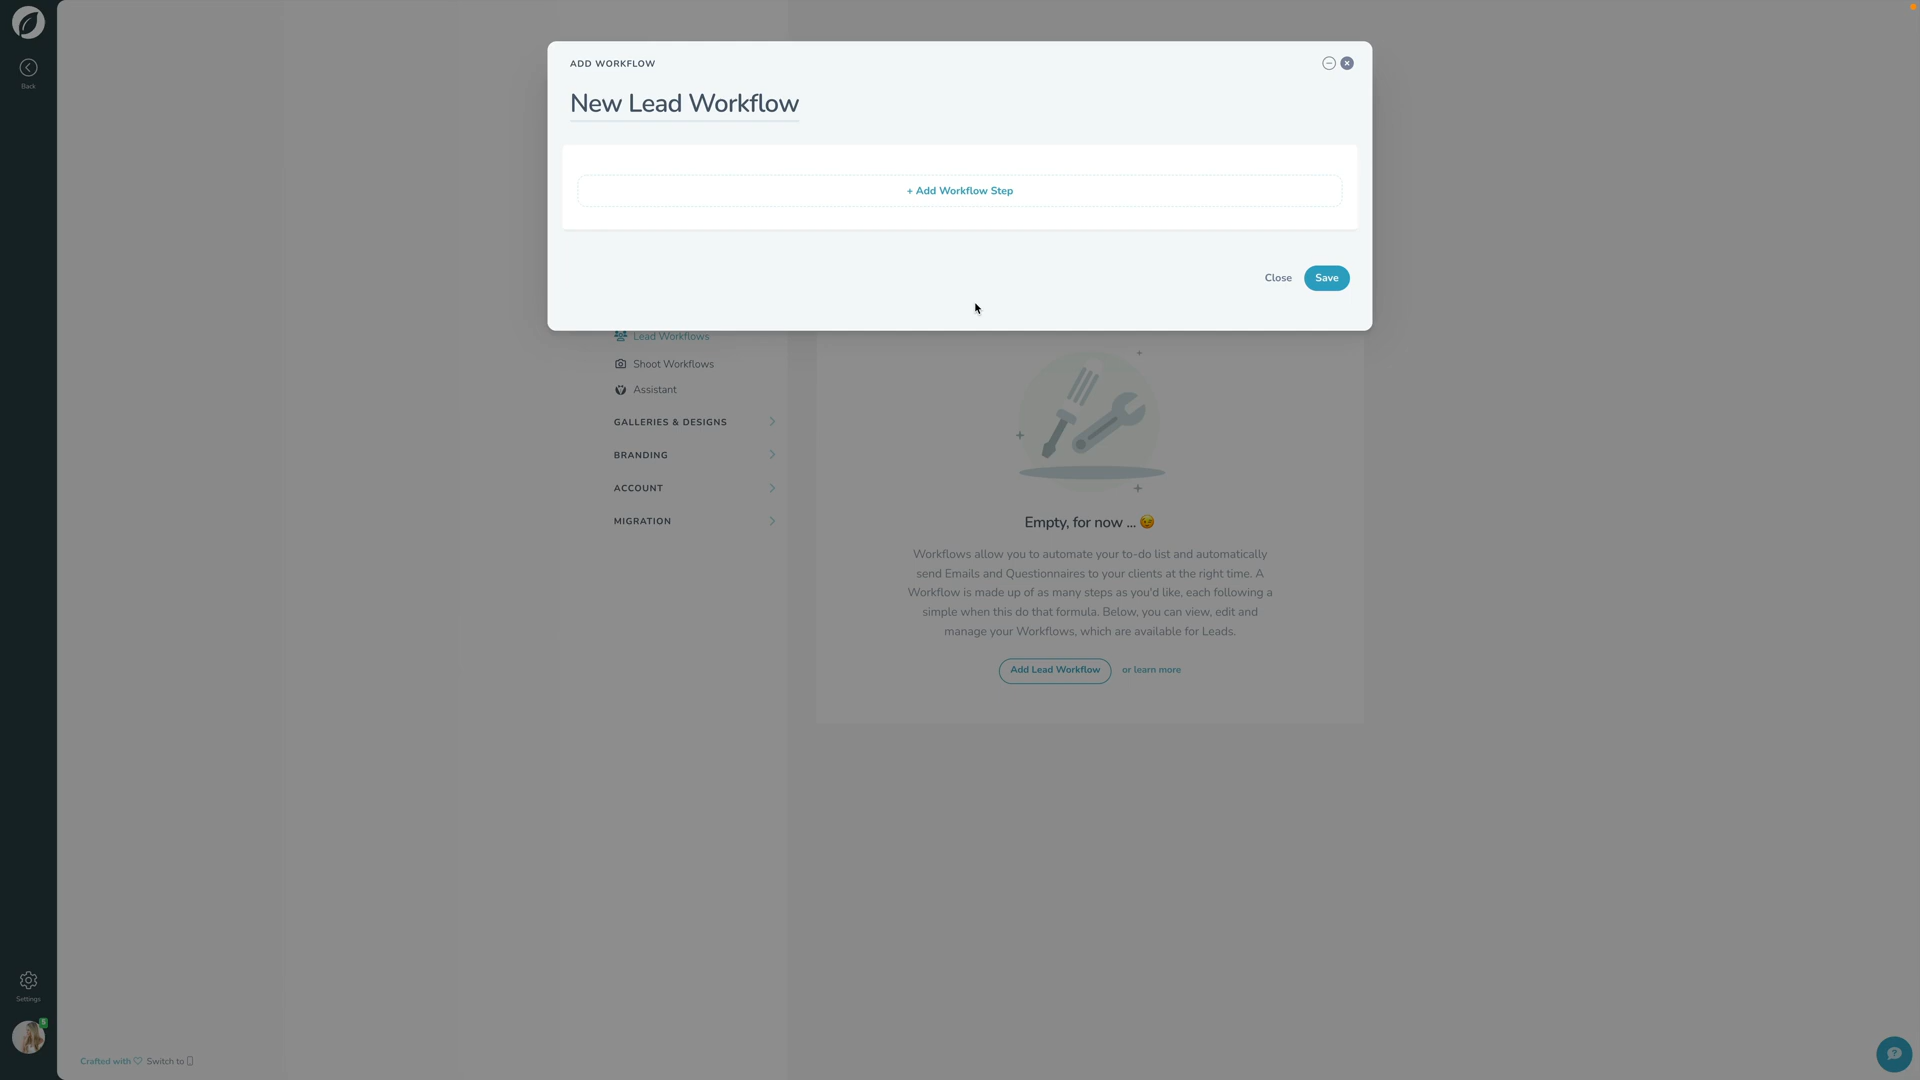 Back
ADD WORKFLOW
New Lead Workflow
+ Add Workflow Step
Close
Save
Lead Workflows
Shoot Workflows
Assistant
GALLERIES & DESIGNS
BRANDING
ACCOUNT
MIGRATION
Empty, for now ... 😉
Workflows allow you to automate your to-do list and automatically
send Emails and Questionnaires to your clients at the right time. A
Workflow is made up of as many steps as you'd like, each following a
simple when this do that formula. Below, you can view, edit and
manage your Workflows, which are available for Leads.
Add Lead Workflow
or learn more
Settings
5
Crafted with ♡ Switch to